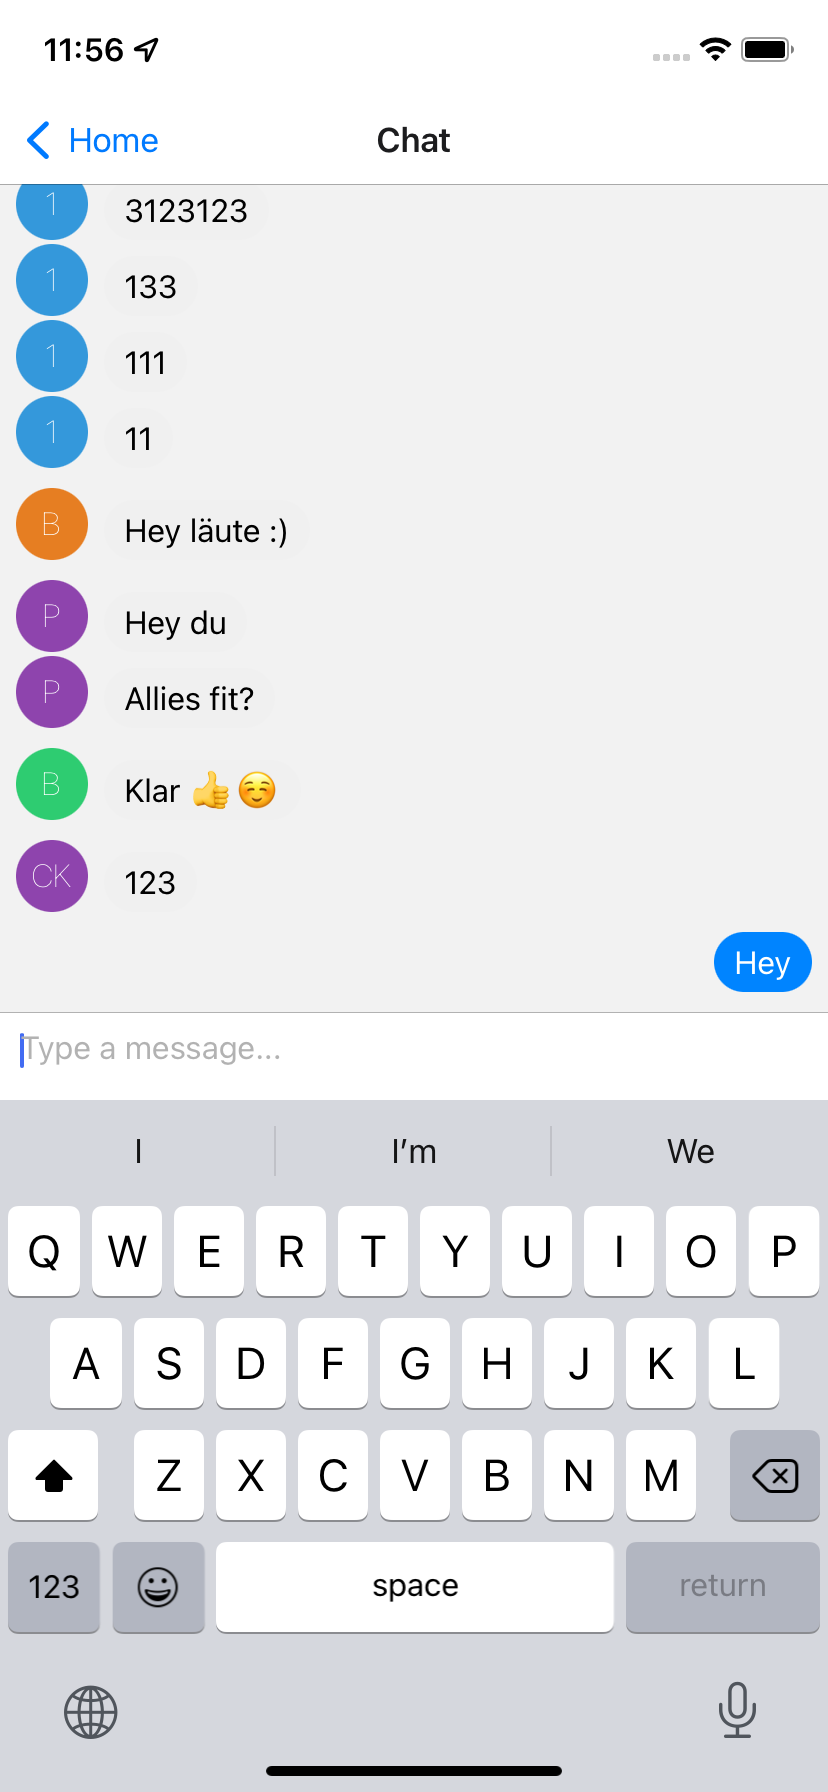 11:56
Home Chat
1 3123123
1 133
1 111
1 11
B Hey läute :)
P Hey du
P Allies fit?
B Klar 👍☺️
CK 123
Hey
Type a message...
I I’m We
Q W E R T Y U I O P
A S D F G H J K L
Z X C V B N M
123 space return